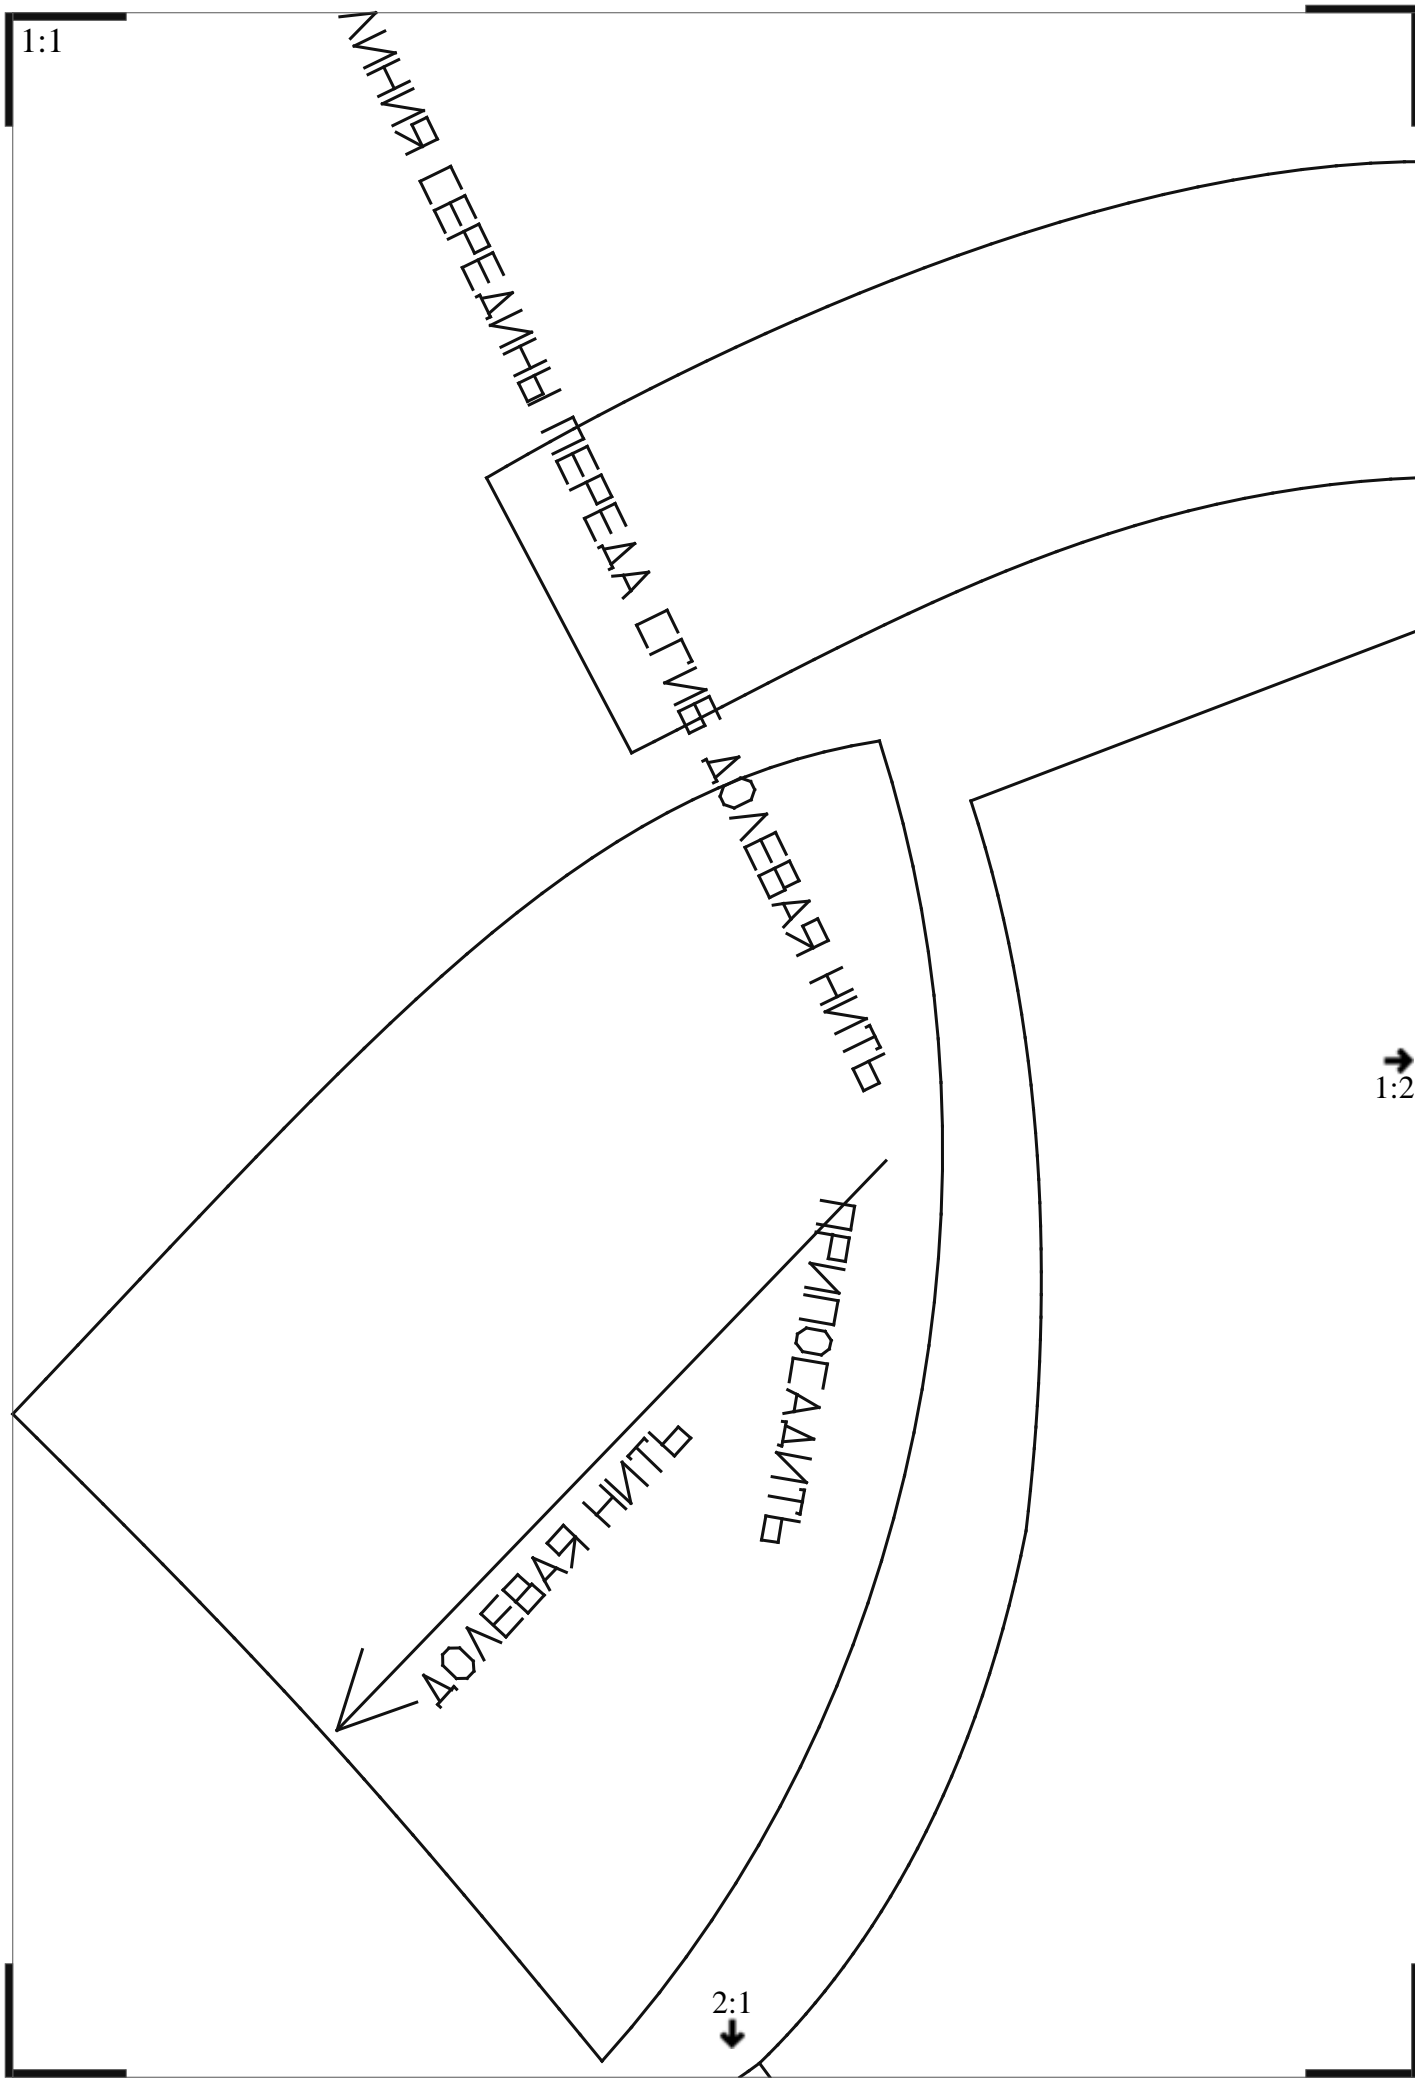 1:1
ЛИНИЯ СЕРЕДИНЫ ПЕРЕДА СГИБ ДОЛЕВАЯ НИТЬ
1:2
ПРИПОСАДИТЬ
ДОЛЕВАЯ НИТЬ
2:1